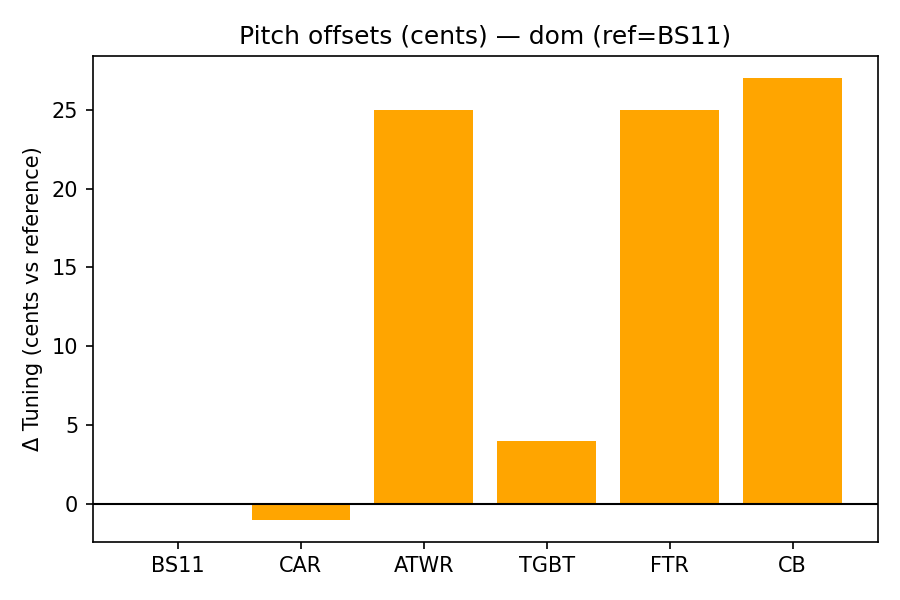 Pitch offsets (cents) — dom (ref=BS11)
Δ Tuning (cents vs reference)
25
20
15
10
5
0
BS11 CAR ATWR TGBT FTR CB